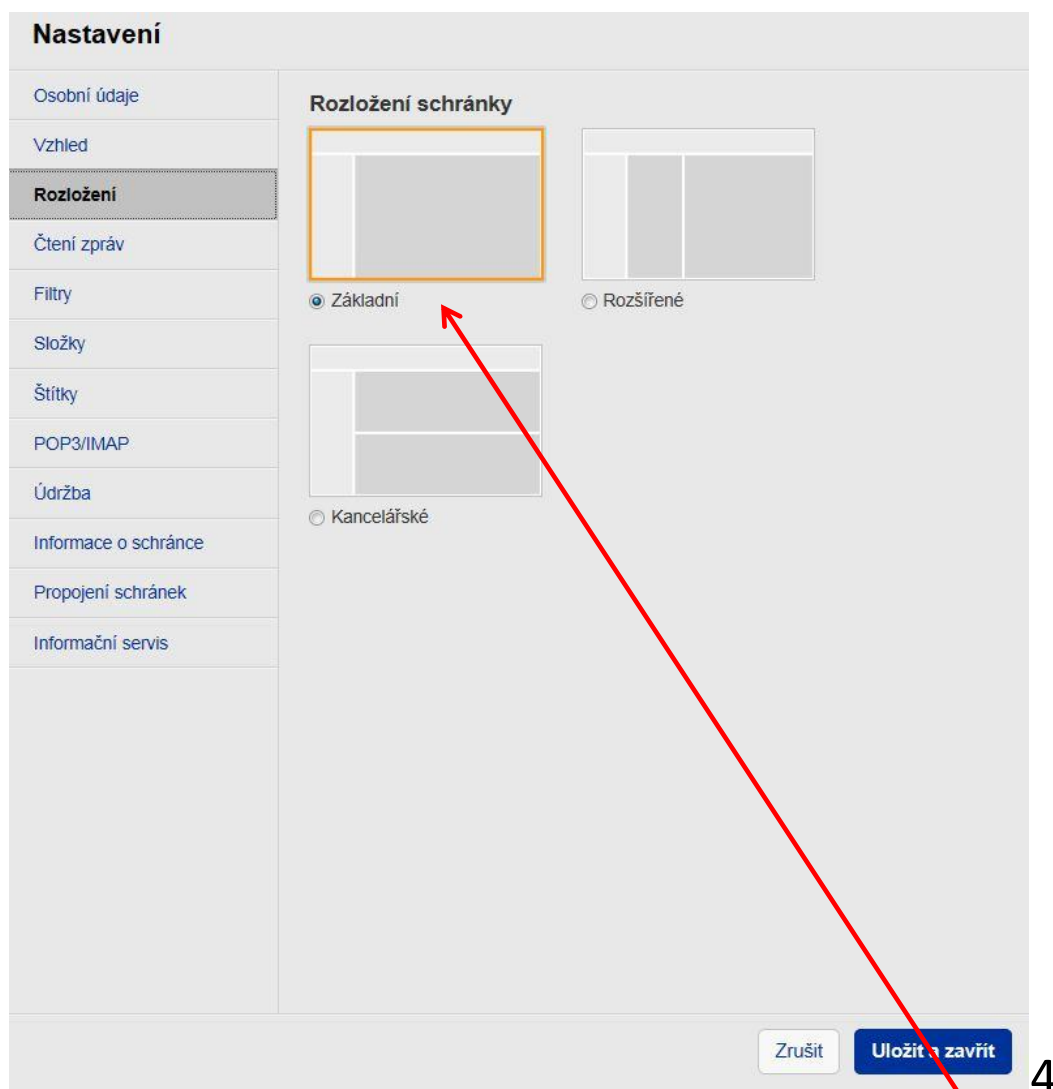 Nastavení
Osobní údaje
Vzhled
Rozložení
Čtení zpráv
Filtry
Složky
Štítky
POP3/IMAP
Údržba
Informace o schránce
Propojení schránek
Informační servis
Rozložení schránky
Základní
Rozšířené
Kancelářské
Zrušit
Uložit a zavřít
4